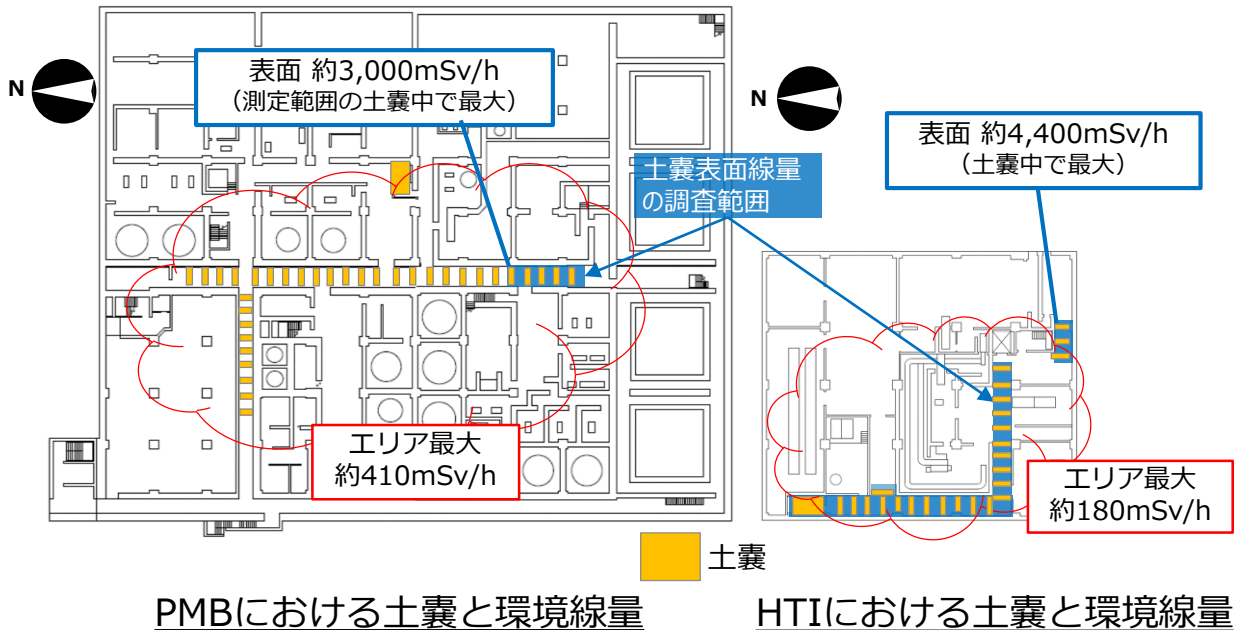 N
表面 約3,000mSv/h
（測定範囲の土嚢中で最大）
土嚢表面線量
の調査範囲
エリア最大
約410mSv/h
N
表面 約4,400mSv/h
（土嚢中で最大）
エリア最大
約180mSv/h
土嚢
PMBにおける土嚢と環境線量
HTIにおける土嚢と環境線量